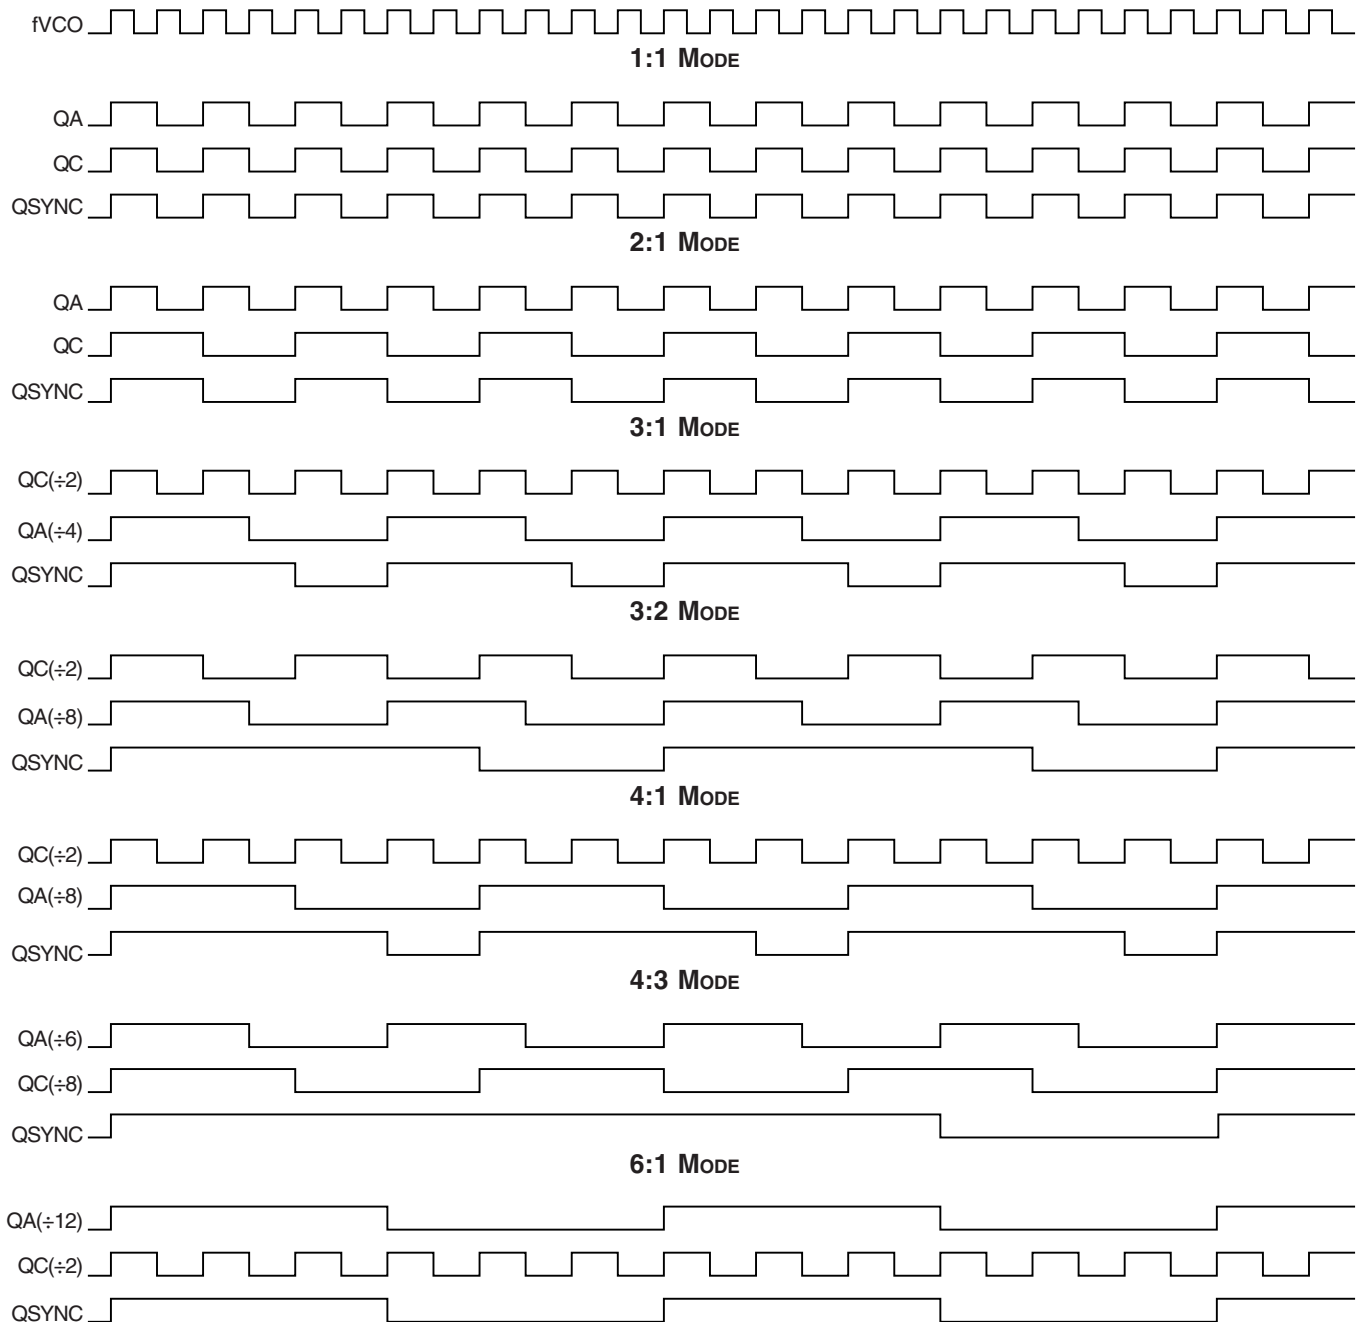 fVCO
1:1 MODE
QA
QC
QSYNC
2:1 MODE
QA
QC
QSYNC
3:1 MODE
QC(÷2)
QA(÷4)
QSYNC
3:2 MODE
QC(÷2)
QA(÷8)
QSYNC
4:1 MODE
QC(÷2)
QA(÷8)
QSYNC
4:3 MODE
QA(÷6)
QC(÷8)
QSYNC
6:1 MODE
QA(÷12)
QC(÷2)
QSYNC